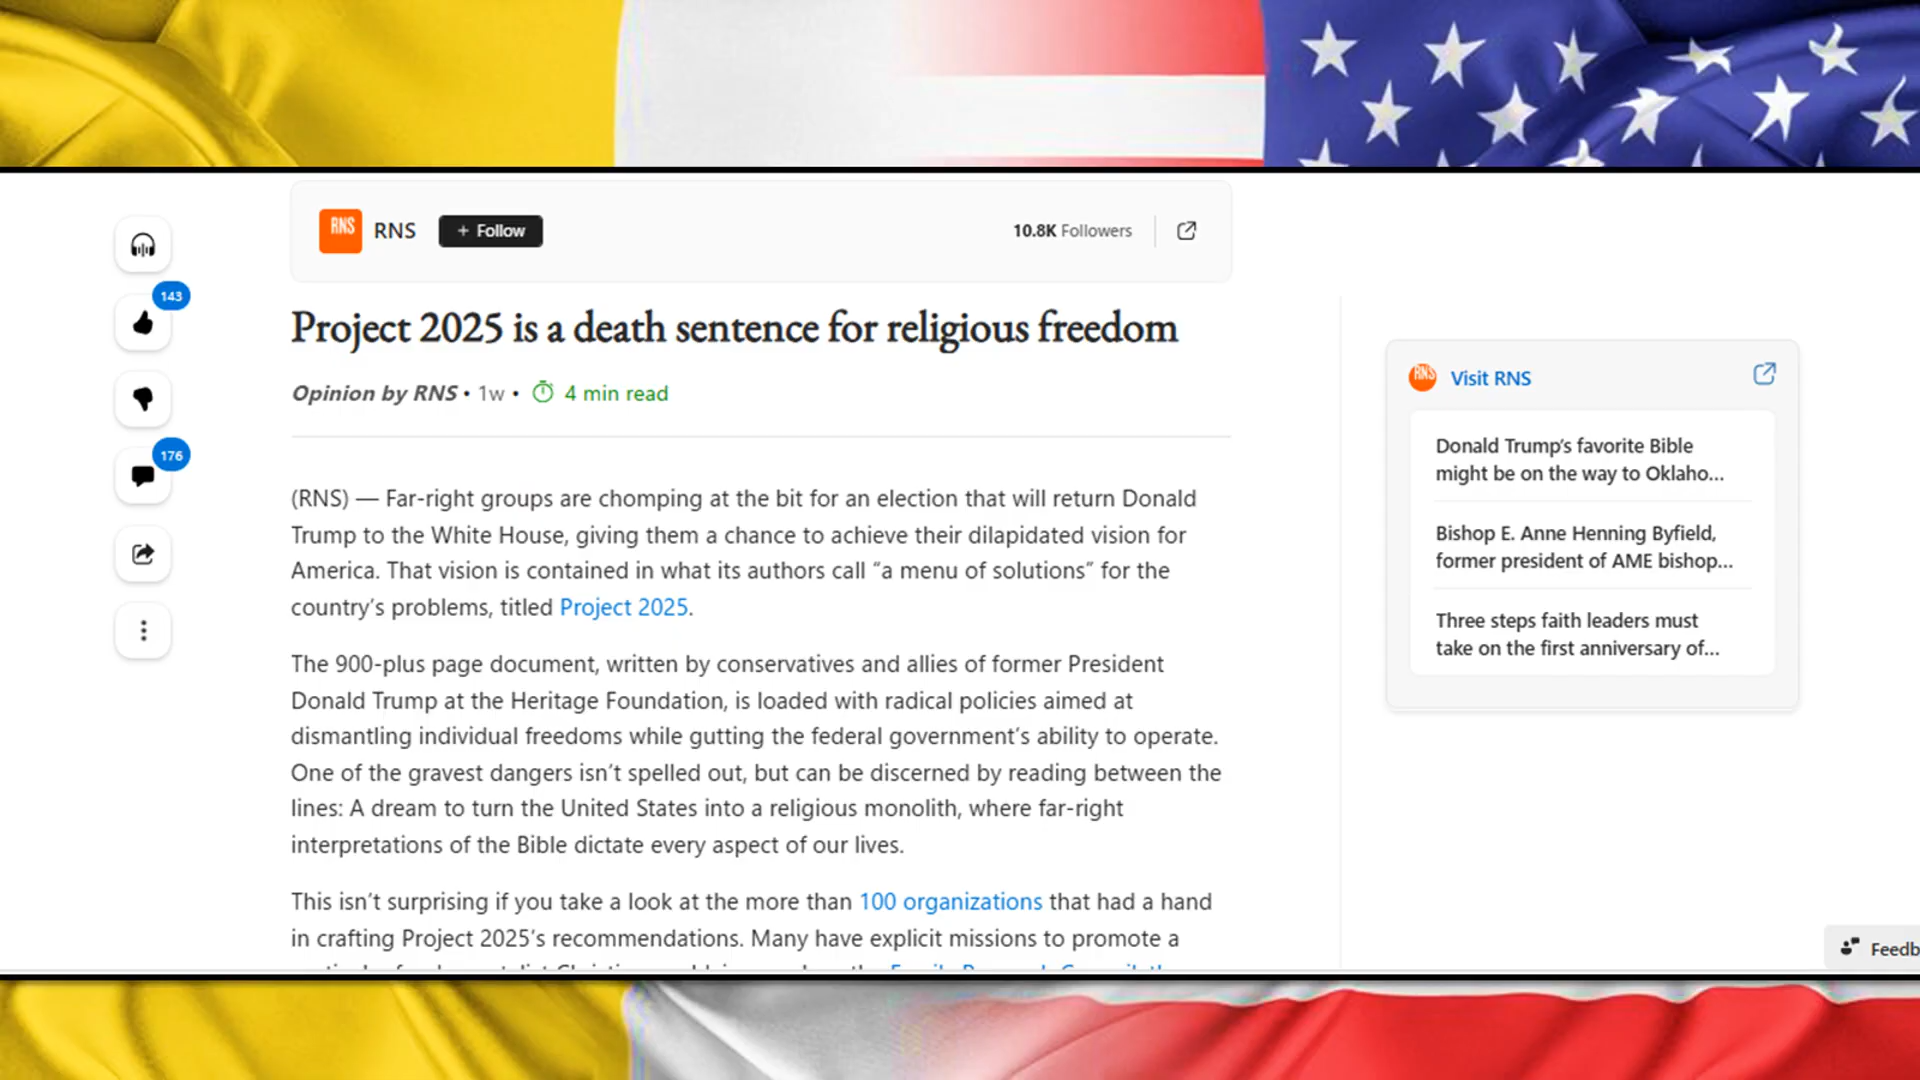 RNS
RNS
+ Follow
10.8K Followers
143
Project 2025 is a death sentence for religious freedom
Opinion by RNS • 1w • 4 min read
RNS
Visit RNS
Donald Trump's favorite Bible
might be on the way to Oklaho...
176
(RNS) — Far-right groups are chomping at the bit for an election that will return Donald
Trump to the White House, giving them a chance to achieve their dilapidated vision for
America. That vision is contained in what its authors call “a menu of solutions” for the
country’s problems, titled Project 2025.
Bishop E. Anne Henning Byfield,
former president of AME bishop...
Three steps faith leaders must
take on the first anniversary of...
The 900-plus page document, written by conservatives and allies of former President
Donald Trump at the Heritage Foundation, is loaded with radical policies aimed at
dismantling individual freedoms while gutting the federal government’s ability to operate.
One of the gravest dangers isn’t spelled out, but can be discerned by reading between the
lines: A dream to turn the United States into a religious monolith, where far-right
interpretations of the Bible dictate every aspect of our lives.
This isn’t surprising if you take a look at the more than 100 organizations that had a hand
in crafting Project 2025’s recommendations. Many have explicit missions to promote a
Feedb